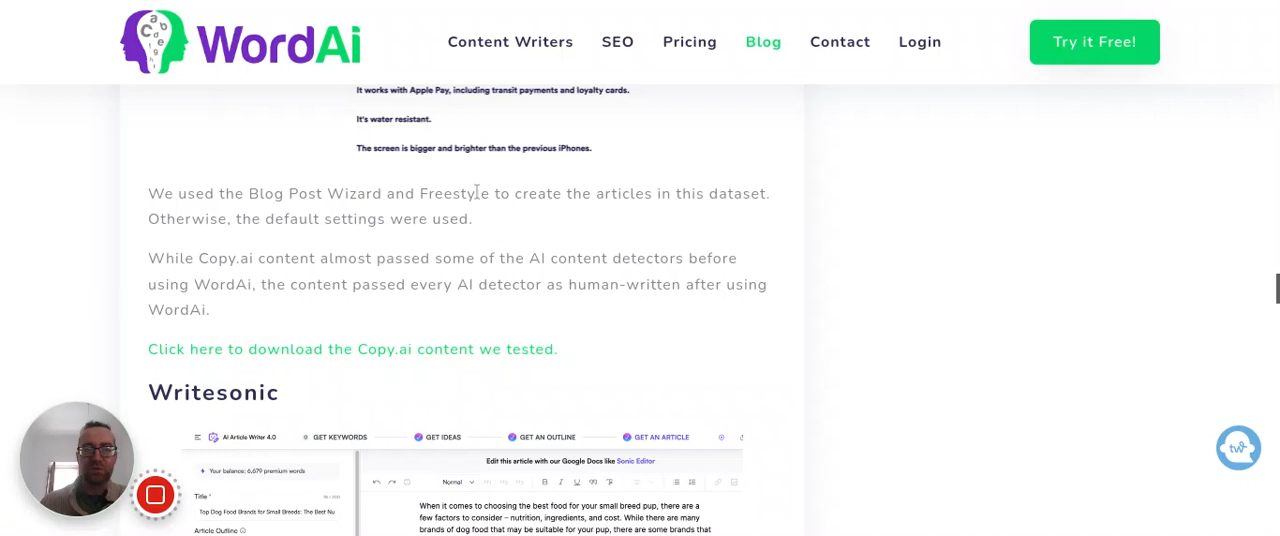 WordAi
Content Writers SEO Pricing Blog Contact Login Try it Free!
It works with Apple Pay, including transit payments and loyalty cards.
It's water resistant.
The screen is bigger and brighter than the previous iPhones.
We used the Blog Post Wizard and Freestyle to create the articles in this dataset.
Otherwise, the default settings were used.
While Copy.ai content almost passed some of the AI content detectors before
using WordAi, the content passed every AI detector as human-written after using
WordAi.
Click here to download the Copy.ai content we tested.
Writesonic
AI Article Writer 4.0 GET KEYWORDS GET IDEAS GET AN OUTLINE GET AN ARTICLE
Edit this article with our Google Docs like Sonic Editor
Your balance: 6,679 premium words
Normal B I U
Title *
Top Dog Food Brands for Small Breeds: The Best Nu
Article Outline
When it comes to choosing the best food for your small breed pup, there are a
few factors to consider – nutrition, ingredients, and cost. While there are many
brands of dog food that may be suitable for your pup, there are some brands that
tw